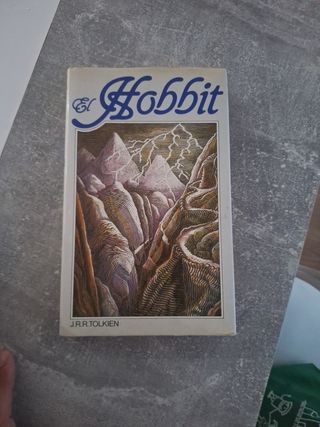 El Hobbit
J.R.R. TOLKIEN